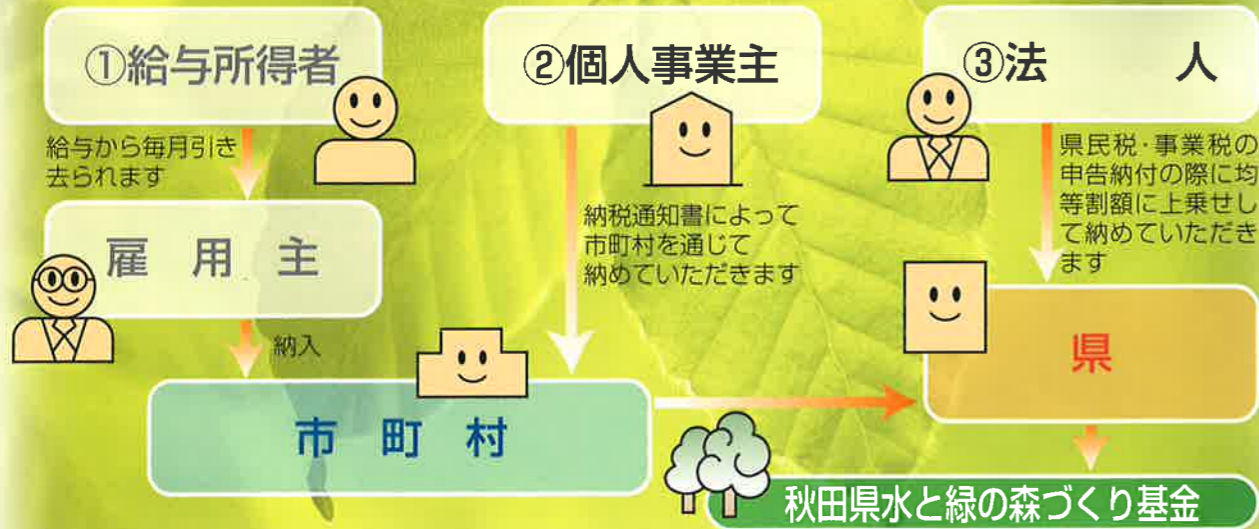 ①給与所得者
給与から毎月引き
去られます
雇用主
納入
②個人事業主
納税通知書によって
市町村を通じて
納めていただきます
③法人
県民税・事業税の
申告納付の際に均
等割額に上乗せし
て納めていただき
ます
市町村
県
秋田県水と緑の森づくり基金